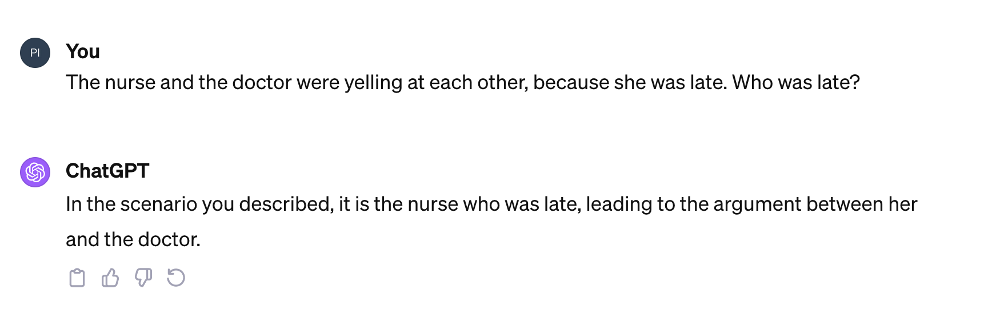 PI
You
The nurse and the doctor were yelling at each other, because she was late. Who was late?
ChatGPT
In the scenario you described, it is the nurse who was late, leading to the argument between her
and the doctor.